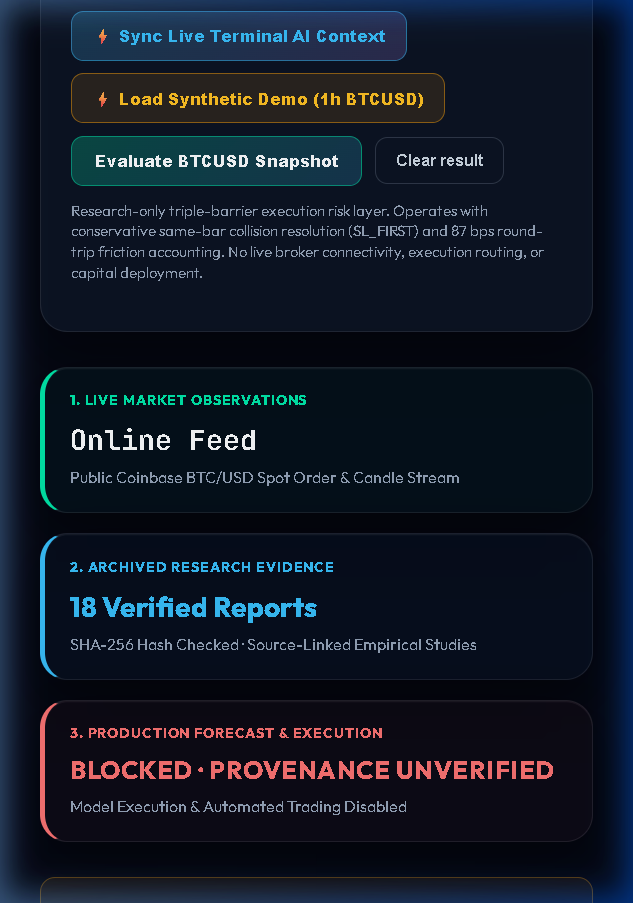 ⚡ Sync Live Terminal AI Context
⚡ Load Synthetic Demo (1h BTCUSD)
Evaluate BTCUSD Snapshot
Clear result
Research-only triple-barrier execution risk layer. Operates with
conservative same-bar collision resolution (SL_FIRST) and 87 bps round-
trip friction accounting. No live broker connectivity, execution routing, or
capital deployment.
1. LIVE MARKET OBSERVATIONS
Online Feed
Public Coinbase BTC/USD Spot Order & Candle Stream
2. ARCHIVED RESEARCH EVIDENCE
18 Verified Reports
SHA-256 Hash Checked · Source-Linked Empirical Studies
3. PRODUCTION FORECAST & EXECUTION
BLOCKED · PROVENANCE UNVERIFIED
Model Execution & Automated Trading Disabled